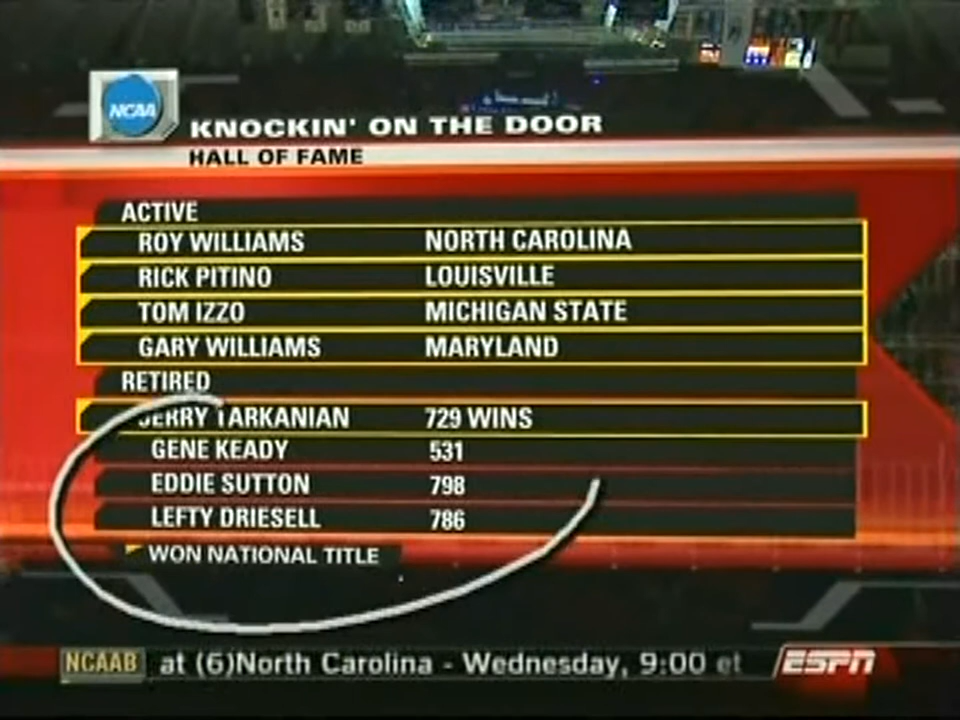 NCAA
KNOCKIN' ON THE DOOR
HALL OF FAME
ACTIVE
ROY WILLIAMS NORTH CAROLINA
RICK PITINO LOUISVILLE
TOM IZZO MICHIGAN STATE
GARY WILLIAMS MARYLAND
RETIRED
JERRY TARKANIAN 729 WINS
GENE KEADY 531
EDDIE SUTTON 798
LEFTY DRIESELL 786
WON NATIONAL TITLE
NCAAB at (6)North Carolina - Wednesday, 9:00 et ESPN